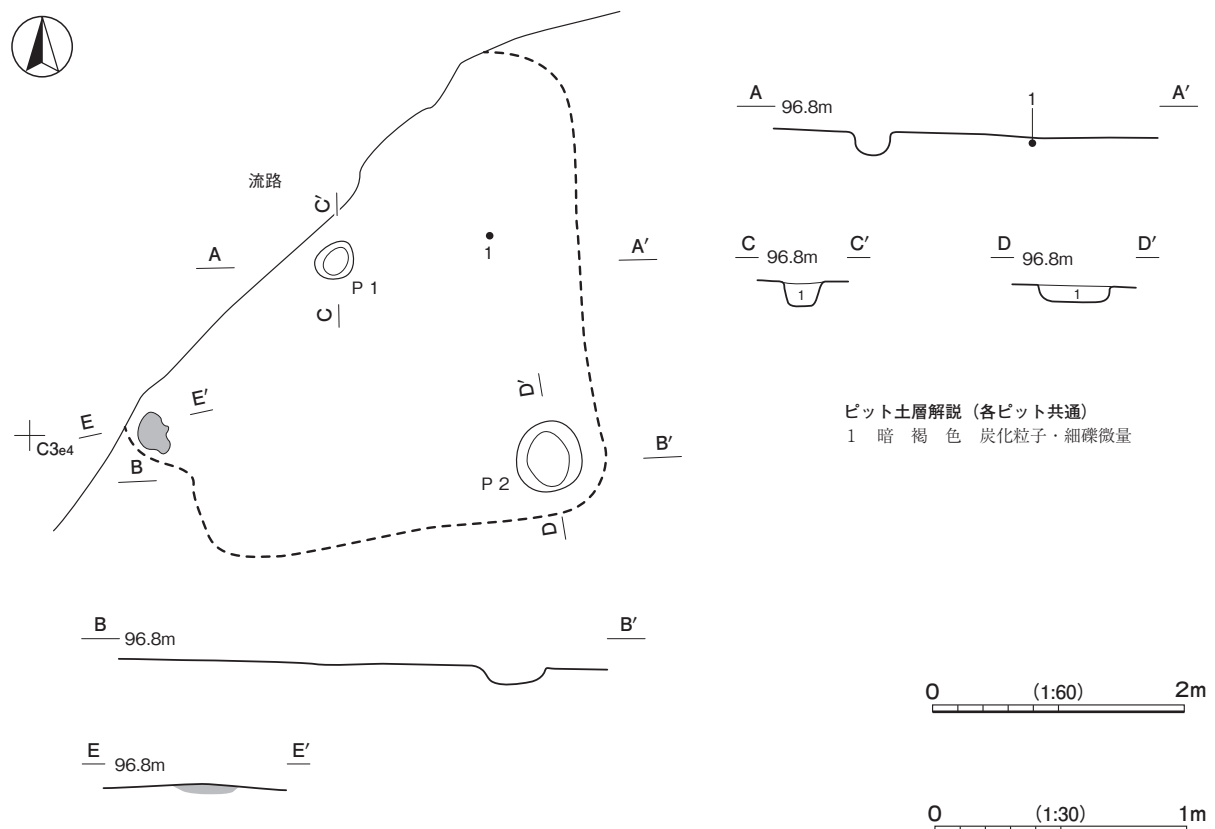 A 96.8m 1 A′
流路
C′
A
1
A′
P 1
C
C 96.8m C′
D 96.8m D′
1
1
D′
E′
E
C3e4
B
B′
P 2
D
ピット土層解説（各ピット共通）
1 暗 褐 色 炭化粒子・細礫微量
B 96.8m B′
0 (1:60) 2m
E 96.8m E′
0 (1:30) 1m